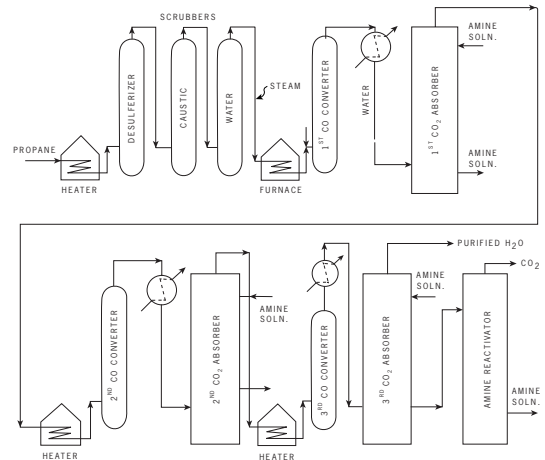 SCRUBBERS
PROPANE
HEATER
DESULFERIZER
CAUSTIC
WATER
STEAM
FURNACE
1ST CO CONVERTER
WATER
1ST CO2 ABSORBER
AMINE
SOLN.
AMINE
SOLN.
HEATER
2ND CO CONVERTER
2ND CO2 ABSORBER
AMINE
SOLN.
HEATER
3RD CO CONVERTER
3RD CO2 ABSORBER
PURIFIED H2O
AMINE
SOLN.
CO2
AMINE REACTIVATOR
AMINE
SOLN.